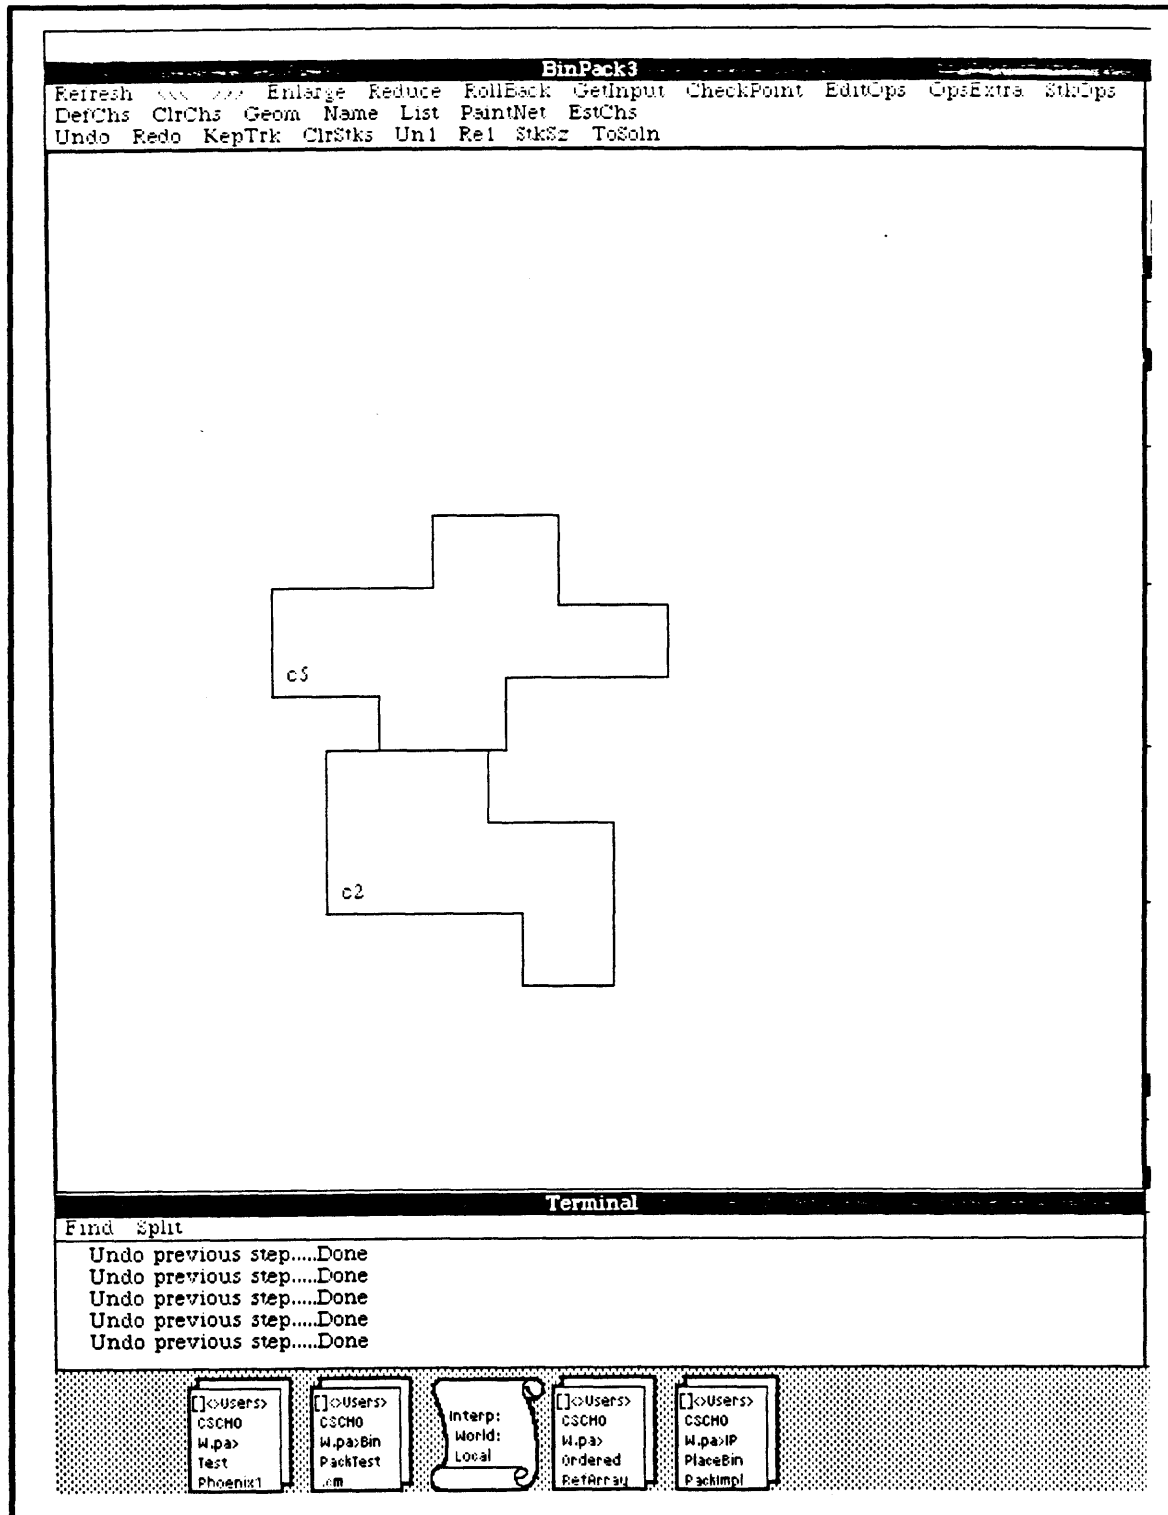 BinPack3
Refresh <<< >>> Enlarge Reduce RollBack GetInput CheckPoint EditOps OpsExtra StkOps
DefChs ClrChs Geom Name List PaintNet EstChs
Undo Redo KepTrk ClrStks Un1 Re1 StkSz ToSoln
c5
c2
Terminal
Find Split
Undo previous step.....Done
Undo previous step.....Done
Undo previous step.....Done
Undo previous step.....Done
Undo previous step.....Done
[]<>Users>
CSCHO
W.pa>
Test
Phoenix1
[]<>Users>
CSCHO
W.pa>Bin
PackTest
.cm
Interp:
World:
Local
[]<>Users>
CSCHO
W.pa>
Ordered
RefArray
[]<>Users>
CSCHO
W.pa>IP
PlaceBin
PackImpl